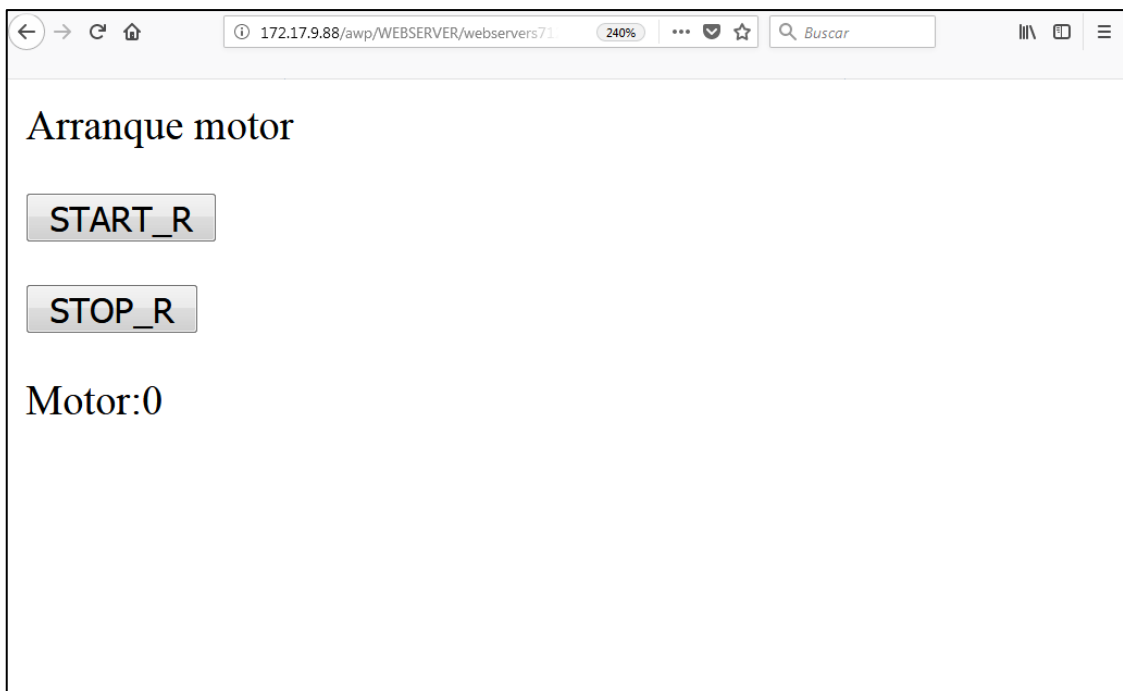 172.17.9.88/awp/WEBSERVER/webservers71
240%
Buscar
Arranque motor
START_R
STOP_R
Motor:0